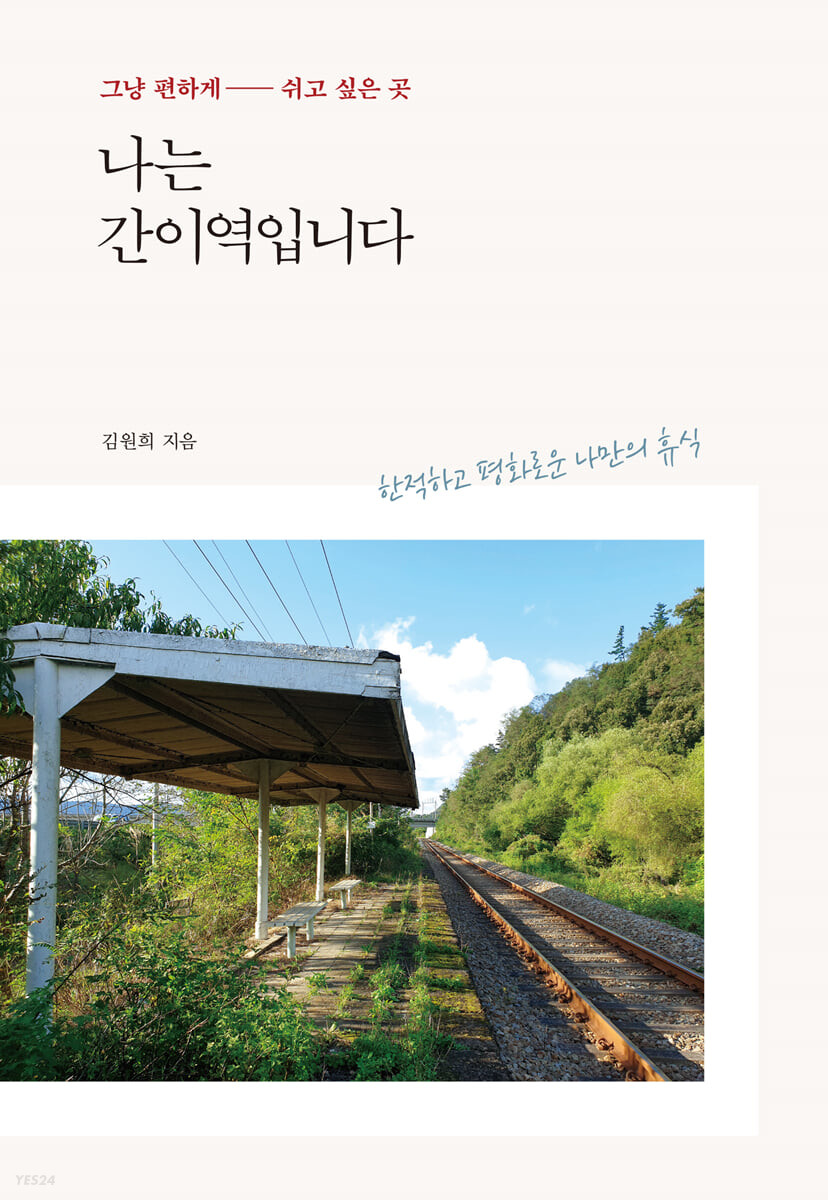 그냥 편하게 — 쉬고 싶은 곳
나는
간이역입니다
김원희 지음
한적하고 평화로운 나만의 휴식
YES24